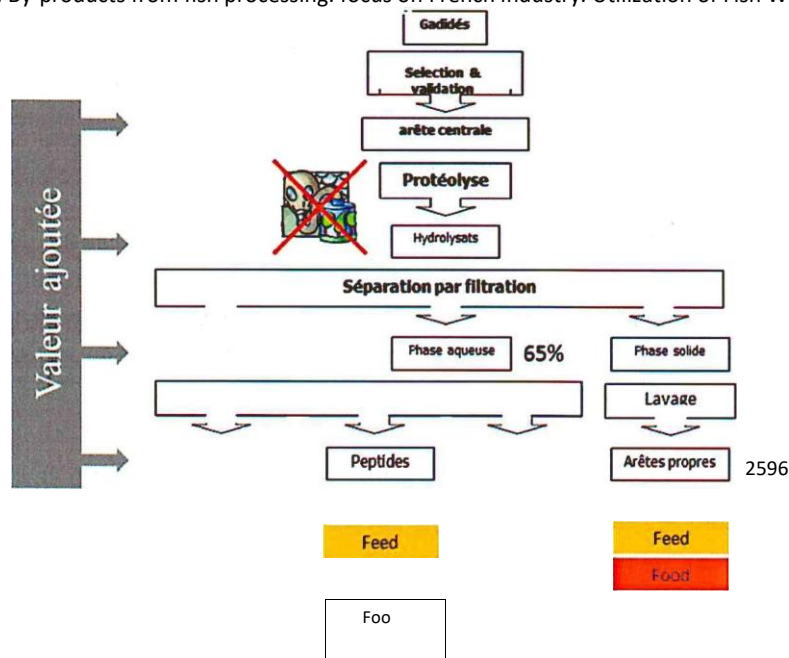 By-products from fish processing: focus on French industry. Utilization of Fish W
Gadidés
Selection &
validation
arête centrale
Protéolyse
Hydrolysats
Séparation par filtration
Phase aqueuse
65%
Phase solide
Lavage
Peptides
Arêtes propres
2596
Feed
Feed
Food
Foo
Valeur ajoutée